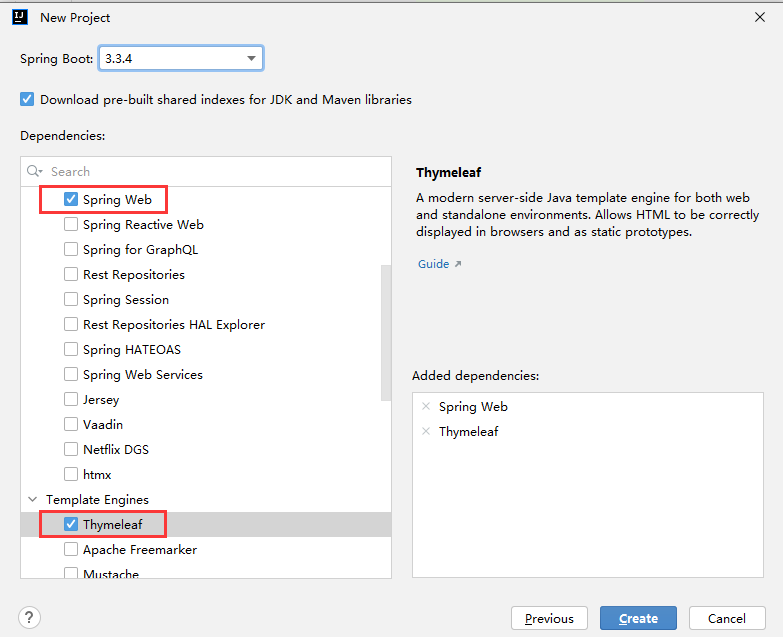 New Project
Spring Boot: 3.3.4
Download pre-built shared indexes for JDK and Maven libraries
Dependencies:
Search
Spring Web
Spring Reactive Web
Spring for GraphQL
Rest Repositories
Spring Session
Rest Repositories HAL Explorer
Spring HATEOAS
Spring Web Services
Jersey
Vaadin
Netflix DGS
htmx
Template Engines
Thymeleaf
Apache Freemarker
Mustache
Thymeleaf
A modern server-side Java template engine for both web
and standalone environments. Allows HTML to be correctly
displayed in browsers and as static prototypes.
Guide
Added dependencies:
Spring Web
Thymeleaf
?
Previous
Create
Cancel